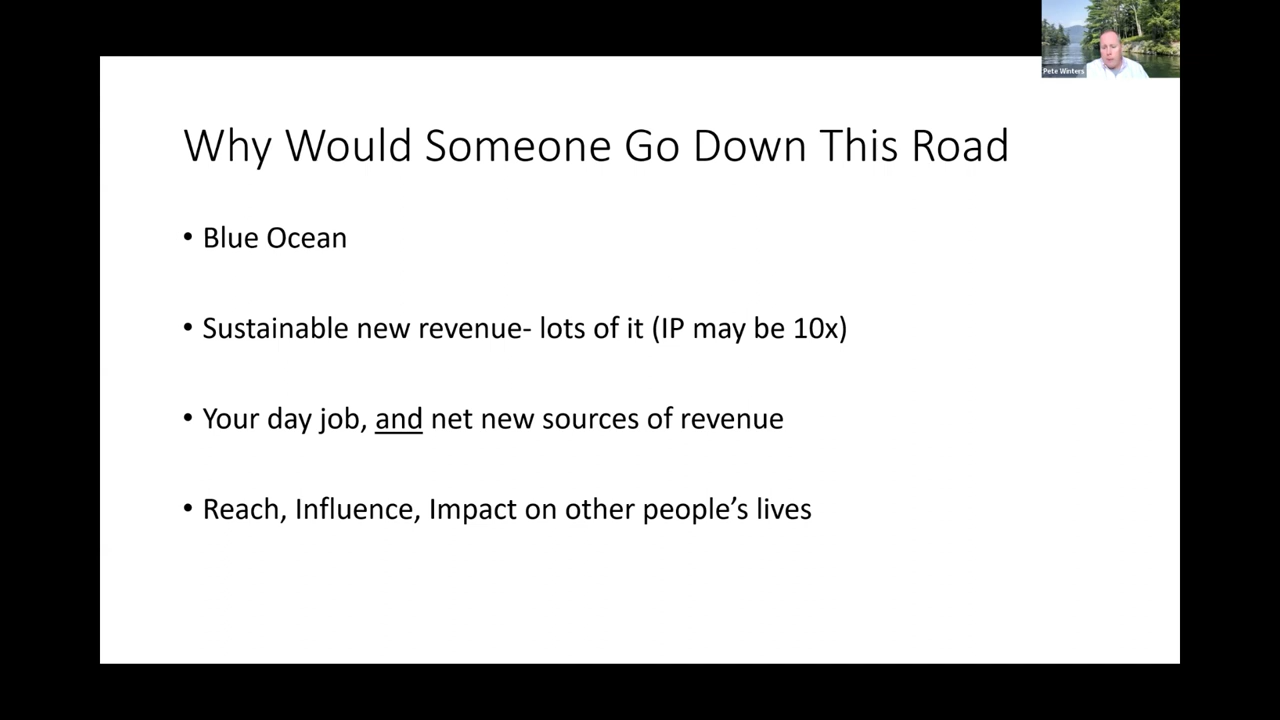 Pete Winters
Why Would Someone Go Down This Road
• Blue Ocean
• Sustainable new revenue- lots of it (IP may be 10x)
• Your day job, and net new sources of revenue
• Reach, Influence, Impact on other people’s lives